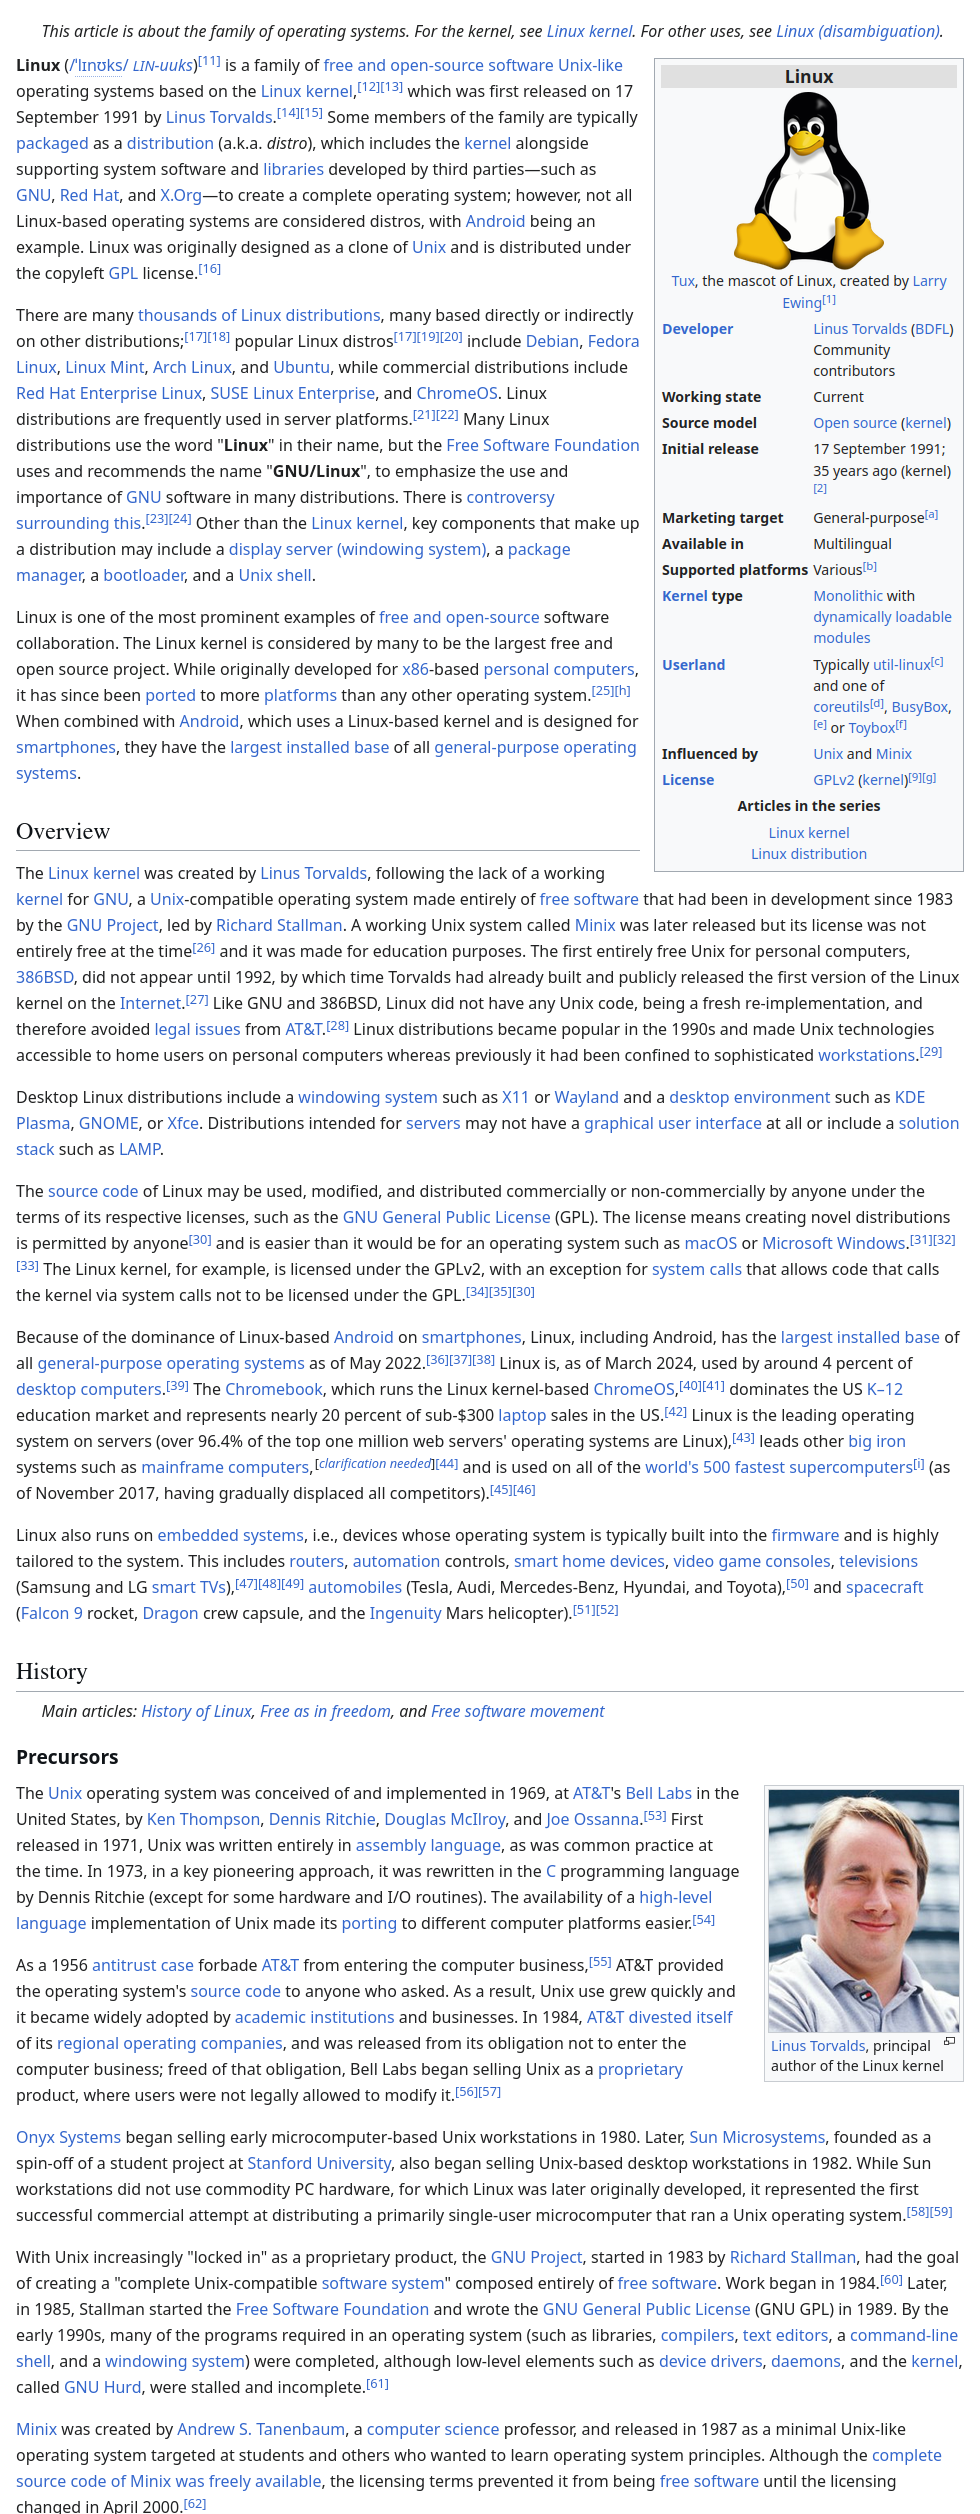 This article is about the family of operating systems. For the kernel, see Linux kernel. For other uses, see Linux (disambiguation).
Linux (/ˈlɪnʊks/ LIN-uuks)[11] is a family of free and open-source software Unix-like
operating systems based on the Linux kernel,[12][13] which was first released on 17
September 1991 by Linus Torvalds.[14][15] Some members of the family are typically
packaged as a distribution (a.k.a. distro), which includes the kernel alongside
supporting system software and libraries developed by third parties—such as
GNU, Red Hat, and X.Org—to create a complete operating system; however, not all
Linux-based operating systems are considered distros, with Android being an
example. Linux was originally designed as a clone of Unix and is distributed under
the copyleft GPL license.[16]
There are many thousands of Linux distributions, many based directly or indirectly
on other distributions;[17][18] popular Linux distros[17][19][20] include Debian, Fedora
Linux, Linux Mint, Arch Linux, and Ubuntu, while commercial distributions include
Red Hat Enterprise Linux, SUSE Linux Enterprise, and ChromeOS. Linux
distributions are frequently used in server platforms.[21][22] Many Linux
distributions use the word "Linux" in their name, but the Free Software Foundation
uses and recommends the name "GNU/Linux", to emphasize the use and
importance of GNU software in many distributions. There is controversy
surrounding this.[23][24] Other than the Linux kernel, key components that make up
a distribution may include a display server (windowing system), a package
manager, a bootloader, and a Unix shell.
Linux is one of the most prominent examples of free and open-source software
collaboration. The Linux kernel is considered by many to be the largest free and
open source project. While originally developed for x86-based personal computers,
it has since been ported to more platforms than any other operating system.[25][h]
When combined with Android, which uses a Linux-based kernel and is designed for
smartphones, they have the largest installed base of all general-purpose operating
systems.
Linux
Tux, the mascot of Linux, created by Larry
Ewing[1]
Developer Linus Torvalds (BDFL)
Community
contributors
Working state Current
Source model Open source (kernel)
Initial release 17 September 1991;
35 years ago (kernel)
[2]
Marketing target General-purpose[a]
Available in Multilingual
Supported platforms Various[b]
Kernel type Monolithic with
dynamically loadable
modules
Userland Typically util-linux[c]
and one of
coreutils[d], BusyBox,
[e] or Toybox[f]
Influenced by Unix and Minix
License GPLv2 (kernel)[9][g]
Articles in the series
Linux kernel
Linux distribution
Overview
The Linux kernel was created by Linus Torvalds, following the lack of a working
kernel for GNU, a Unix-compatible operating system made entirely of free software that had been in development since 1983
by the GNU Project, led by Richard Stallman. A working Unix system called Minix was later released but its license was not
entirely free at the time[26] and it was made for education purposes. The first entirely free Unix for personal computers,
386BSD, did not appear until 1992, by which time Torvalds had already built and publicly released the first version of the Linux
kernel on the Internet.[27] Like GNU and 386BSD, Linux did not have any Unix code, being a fresh re-implementation, and
therefore avoided legal issues from AT&T.[28] Linux distributions became popular in the 1990s and made Unix technologies
accessible to home users on personal computers whereas previously it had been confined to sophisticated workstations.[29]
Desktop Linux distributions include a windowing system such as X11 or Wayland and a desktop environment such as KDE
Plasma, GNOME, or Xfce. Distributions intended for servers may not have a graphical user interface at all or include a solution
stack such as LAMP.
The source code of Linux may be used, modified, and distributed commercially or non-commercially by anyone under the
terms of its respective licenses, such as the GNU General Public License (GPL). The license means creating novel distributions
is permitted by anyone[30] and is easier than it would be for an operating system such as macOS or Microsoft Windows.[31][32]
[33] The Linux kernel, for example, is licensed under the GPLv2, with an exception for system calls that allows code that calls
the kernel via system calls not to be licensed under the GPL.[34][35][30]
Because of the dominance of Linux-based Android on smartphones, Linux, including Android, has the largest installed base of
all general-purpose operating systems as of May 2022.[36][37][38] Linux is, as of March 2024, used by around 4 percent of
desktop computers.[39] The Chromebook, which runs the Linux kernel-based ChromeOS,[40][41] dominates the US K–12
education market and represents nearly 20 percent of sub-$300 laptop sales in the US.[42] Linux is the leading operating
system on servers (over 96.4% of the top one million web servers' operating systems are Linux),[43] leads other big iron
systems such as mainframe computers,[clarification needed][44] and is used on all of the world's 500 fastest supercomputers[i] (as
of November 2017, having gradually displaced all competitors).[45][46]
Linux also runs on embedded systems, i.e., devices whose operating system is typically built into the firmware and is highly
tailored to the system. This includes routers, automation controls, smart home devices, video game consoles, televisions
(Samsung and LG smart TVs),[47][48][49] automobiles (Tesla, Audi, Mercedes-Benz, Hyundai, and Toyota),[50] and spacecraft
(Falcon 9 rocket, Dragon crew capsule, and the Ingenuity Mars helicopter).[51][52]
History
Main articles: History of Linux, Free as in freedom, and Free software movement
Precursors
The Unix operating system was conceived of and implemented in 1969, at AT&T's Bell Labs in the
United States, by Ken Thompson, Dennis Ritchie, Douglas McIlroy, and Joe Ossanna.[53] First
released in 1971, Unix was written entirely in assembly language, as was common practice at
the time. In 1973, in a key pioneering approach, it was rewritten in the C programming language
by Dennis Ritchie (except for some hardware and I/O routines). The availability of a high-level
language implementation of Unix made its porting to different computer platforms easier.[54]
As a 1956 antitrust case forbade AT&T from entering the computer business,[55] AT&T provided
the operating system's source code to anyone who asked. As a result, Unix use grew quickly and
it became widely adopted by academic institutions and businesses. In 1984, AT&T divested itself
of its regional operating companies, and was released from its obligation not to enter the
computer business; freed of that obligation, Bell Labs began selling Unix as a proprietary
product, where users were not legally allowed to modify it.[56][57]
Linus Torvalds, principal
author of the Linux kernel
Onyx Systems began selling early microcomputer-based Unix workstations in 1980. Later, Sun Microsystems, founded as a
spin-off of a student project at Stanford University, also began selling Unix-based desktop workstations in 1982. While Sun
workstations did not use commodity PC hardware, for which Linux was later originally developed, it represented the first
successful commercial attempt at distributing a primarily single-user microcomputer that ran a Unix operating system.[58][59]
With Unix increasingly "locked in" as a proprietary product, the GNU Project, started in 1983 by Richard Stallman, had the goal
of creating a "complete Unix-compatible software system" composed entirely of free software. Work began in 1984.[60] Later,
in 1985, Stallman started the Free Software Foundation and wrote the GNU General Public License (GNU GPL) in 1989. By the
early 1990s, many of the programs required in an operating system (such as libraries, compilers, text editors, a command-line
shell, and a windowing system) were completed, although low-level elements such as device drivers, daemons, and the kernel,
called GNU Hurd, were stalled and incomplete.[61]
Minix was created by Andrew S. Tanenbaum, a computer science professor, and released in 1987 as a minimal Unix-like
operating system targeted at students and others who wanted to learn operating system principles. Although the complete
source code of Minix was freely available, the licensing terms prevented it from being free software until the licensing
changed in April 2000.[62]